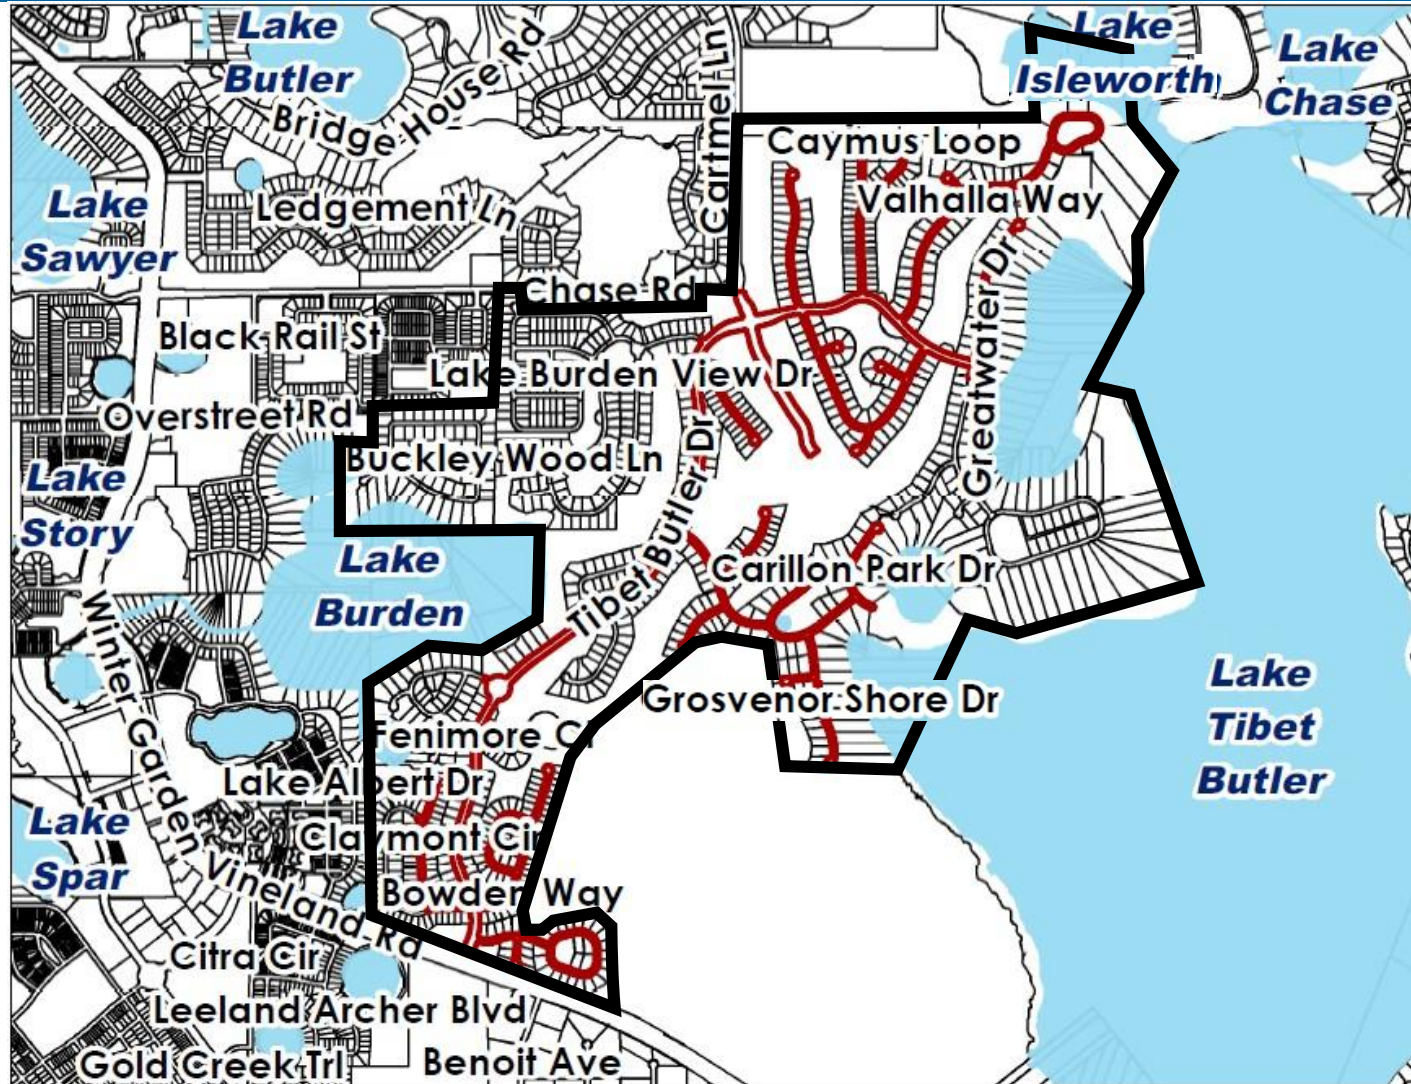 Lake
Butler
Bridge House Rd
Cartmel Ln
Lake
Isleworth
Lake
Chase
Caymus Loop
Valhalla Way
Lake
Sawyer
Ledgement Ln
Greatwater Dr
Chase Rd
Black Rail St
Lake Burden View Dr
Overstreet Rd
Buckley Wood Ln
Lake
Story
Tibet Butler Dr
Lake
Burden
Carillon Park Dr
Winter Garden Vineland Rd
Grosvenor Shore Dr
Lake
Tibet
Butler
Fenimore Ci
Lake Albert Dr
Lake
Spar
Claymont Cir
Bowden Way
Citra Cir
Leeland Archer Blvd
Gold Creek Trl
Benoit Ave